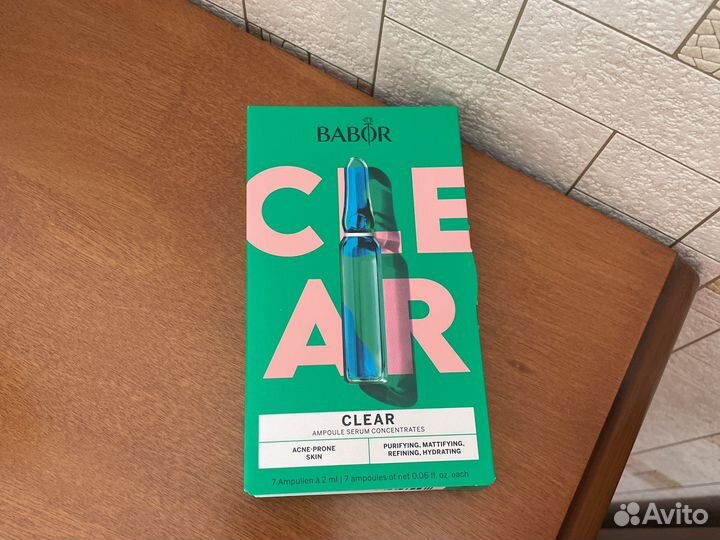 BABOR
CLE
AR
CLEAR
AMPOULE SERUM CONCENTRATES
ACNE-PRONE
SKIN
PURIFYING, MATTIFYING,
REFINING, HYDRATING
7 Ampullen à 2 ml | 7 ampoules of net 0.06 fl. oz. each
Avito